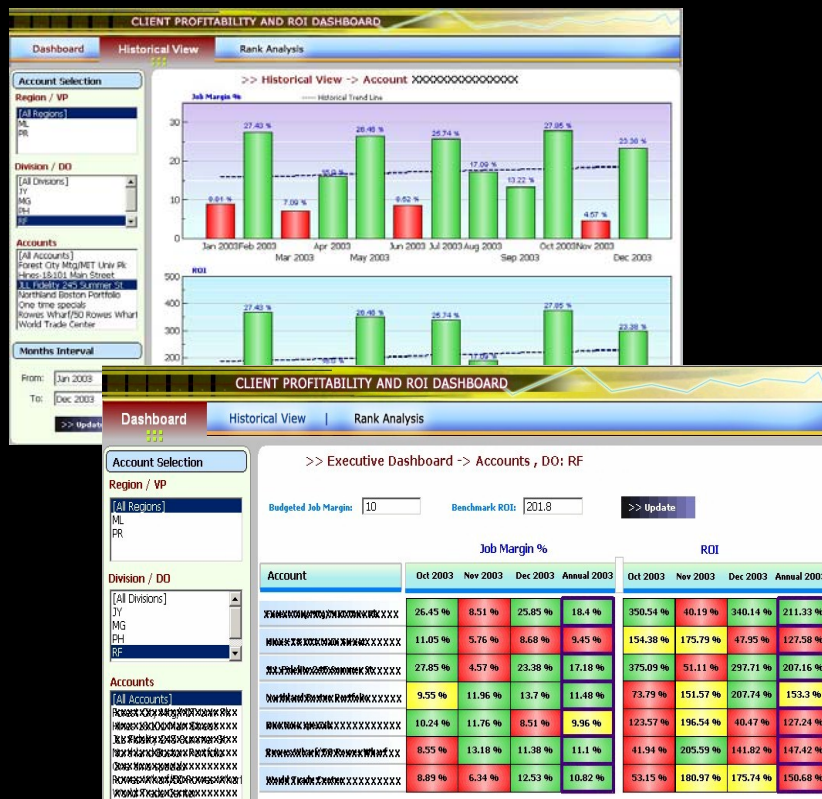 CLIENT PROFITABILITY AND ROI DASHBOARD
Dashboard Historical View Rank Analysis
Account Selection
Region / VP
[All Regions]
ML
PR
Division / DO
[All Divisions]
JY
MG
PH
RF
Accounts
[All Accounts]
Forest City Mtg/MIT Univ Pk
Hines-1&101 Main Street
JLL Fidelity 245 Summer St
Northland Boston Portfolio
One time specials
Rowes Wharf/50 Rowes Wharf
World Trade Center
Months Interval
From: Jan 2003
To: Dec 2003
>> Update
>> Historical View -> Account XXXXXXXXXXXXXXX
Job Margin % Historical Trend Line
30
20
10
0
27.43 % 26.46 % 25.74 % 17.09 % 13.22 % 27.85 % 4.57 % 23.38 %
7.09 % 8.52 %
Jan 2003 Feb 2003 Apr 2003 Jun 2003 Jul 2003 Aug 2003 Oct 2003 Nov 2003
Mar 2003 May 2003 Sep 2003 Dec 2003
ROI
500
400
300
200
27.43 % 26.46 % 25.74 % 17.09 % 27.85 % 23.38 %
CLIENT PROFITABILITY AND ROI DASHBOARD
Dashboard Historical View | Rank Analysis
Account Selection
Region / VP
[All Regions]
ML
PR
Division / DO
[All Divisions]
JY
MG
PH
RF
Accounts
[All Accounts]
>> Executive Dashboard -> Accounts , DO: RF
Budgeted Job Margin: 10 Benchmark ROI: 201.8 >> Update
Job Margin % ROI
Account Oct 2003 Nov 2003 Dec 2003 Annual 2003 Oct 2003 Nov 2003 Dec 2003 Annual 2003
26.45 % 8.51 % 25.85 % 18.4 % 350.54 % 40.19 % 340.14 % 211.33 %
11.05 % 5.76 % 8.68 % 9.45 % 154.38 % 175.79 % 47.95 % 127.58 %
27.85 % 4.57 % 23.38 % 17.18 % 375.09 % 51.11 % 297.71 % 207.16 %
9.55 % 11.96 % 13.7 % 11.48 % 73.79 % 151.57 % 207.74 % 153.3 %
10.24 % 11.76 % 8.51 % 9.96 % 123.57 % 196.54 % 40.47 % 127.24 %
8.55 % 13.18 % 11.38 % 11.1 % 41.94 % 205.59 % 141.82 % 147.42 %
8.89 % 6.34 % 12.53 % 10.82 % 53.15 % 180.97 % 175.74 % 150.68 %